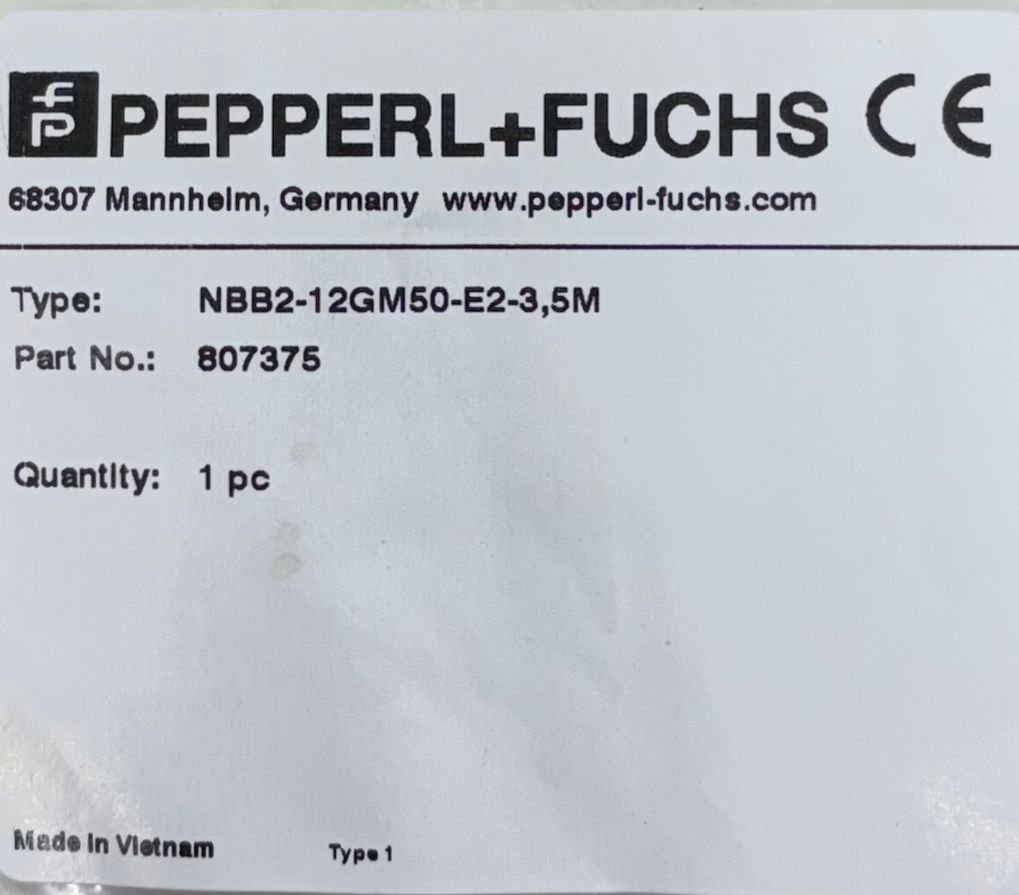 PEPPERL+FUCHS CE
68307 Mannheim, Germany www.pepperl-fuchs.com
Type: NBB2-12GM50-E2-3,5M
Part No.: 807375
Quantity: 1 pc
Made in Vietnam Type 1